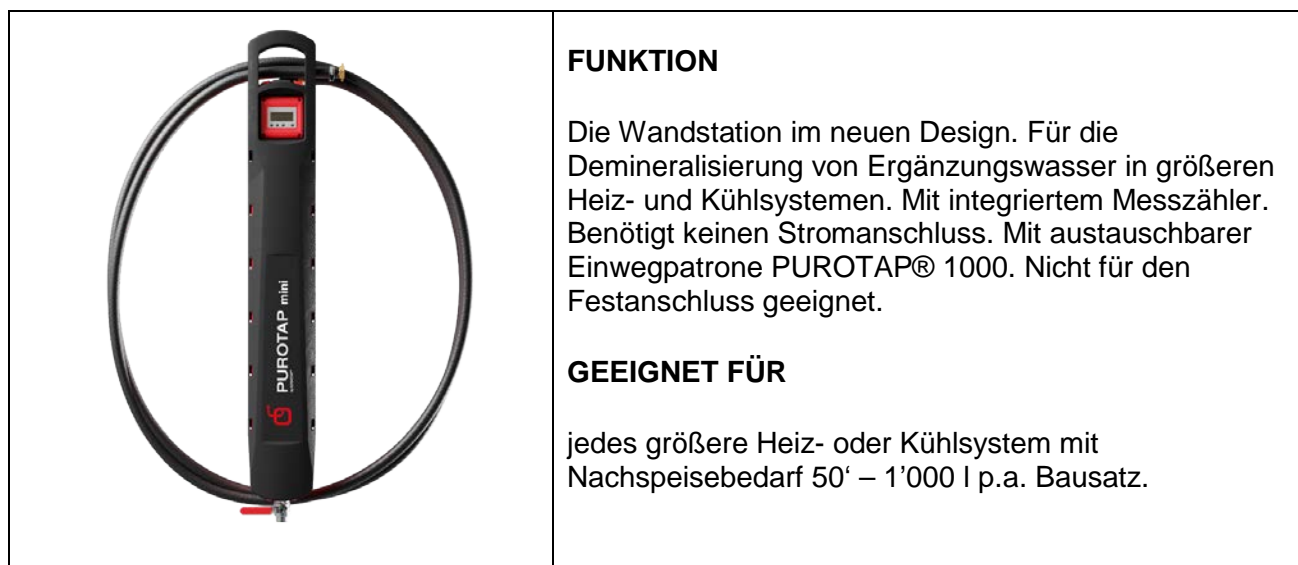 PUROTAP mini
FUNKTION
Die Wandstation im neuen Design. Für die
Demineralisierung von Ergänzungswasser in größeren
Heiz- und Kühlsystemen. Mit integriertem Messzähler.
Benötigt keinen Stromanschluss. Mit austauschbarer
Einwegpatrone PUROTAP® 1000. Nicht für den
Festanschluss geeignet.
GEEIGNET FÜR
jedes größere Heiz- oder Kühlsystem mit
Nachspeisebedarf 50‘ – 1’000 l p.a. Bausatz.